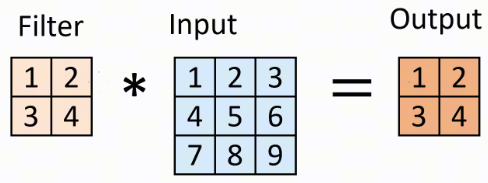 Filter Input Output
1 2 * 1 2 3 = 1 2
3 4 4 5 6 3 4
7 8 9